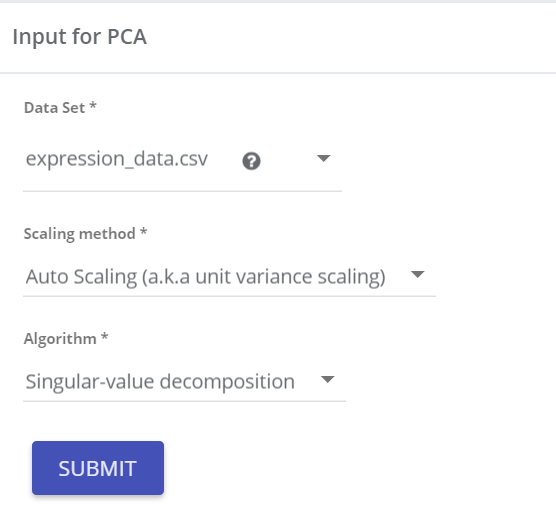 Input for PCA
Data Set *
expression_data.csv ?
Scaling method *
Auto Scaling (a.k.a unit variance scaling)
Algorithm *
Singular-value decomposition
SUBMIT